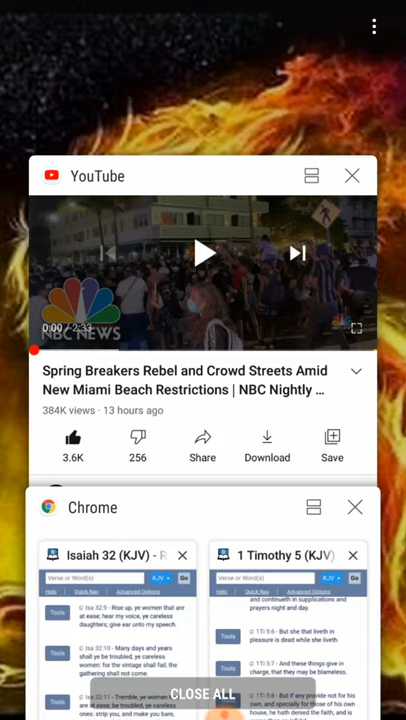 YouTube
NBC NEWS
0:00 / 2:33
Spring Breakers Rebel and Crowd Streets Amid
New Miami Beach Restrictions | NBC Nightly ...
384K views · 13 hours ago
3.6K 256 Share Download Save
Chrome
Isaiah 32 (KJV) - R
Verse or Word(s) KJV Go
Help | Quick Nav | Advanced Options
Tools
Isa 32:9 - Rise up, ye women that are
at ease; hear my voice, ye careless
daughters; give ear unto my speech.
Tools
Isa 32:10 - Many days and years
shall ye be troubled, ye careless
women: for the vintage shall fail, the
gathering shall not come.
Tools
Isa 32:11 - Tremble, ye women
are at ease; be troubled, ye careless
ones: strip you, and make you bare,
1 Timothy 5 (KJV)
Verse or Word(s) KJV Go
Help | Quick Nav | Advanced Options
and continueth in supplications and
prayers night and day.
Tools
1Ti 5:6 - But she that liveth in
pleasure is dead while she liveth.
Tools
1Ti 5:7 - And these things give in
charge, that they may be blameless.
Tools
1Ti 5:8 - But if any provide not for his
own, and specially for those of his own
house, he hath denied the faith, and is
CLOSE ALL